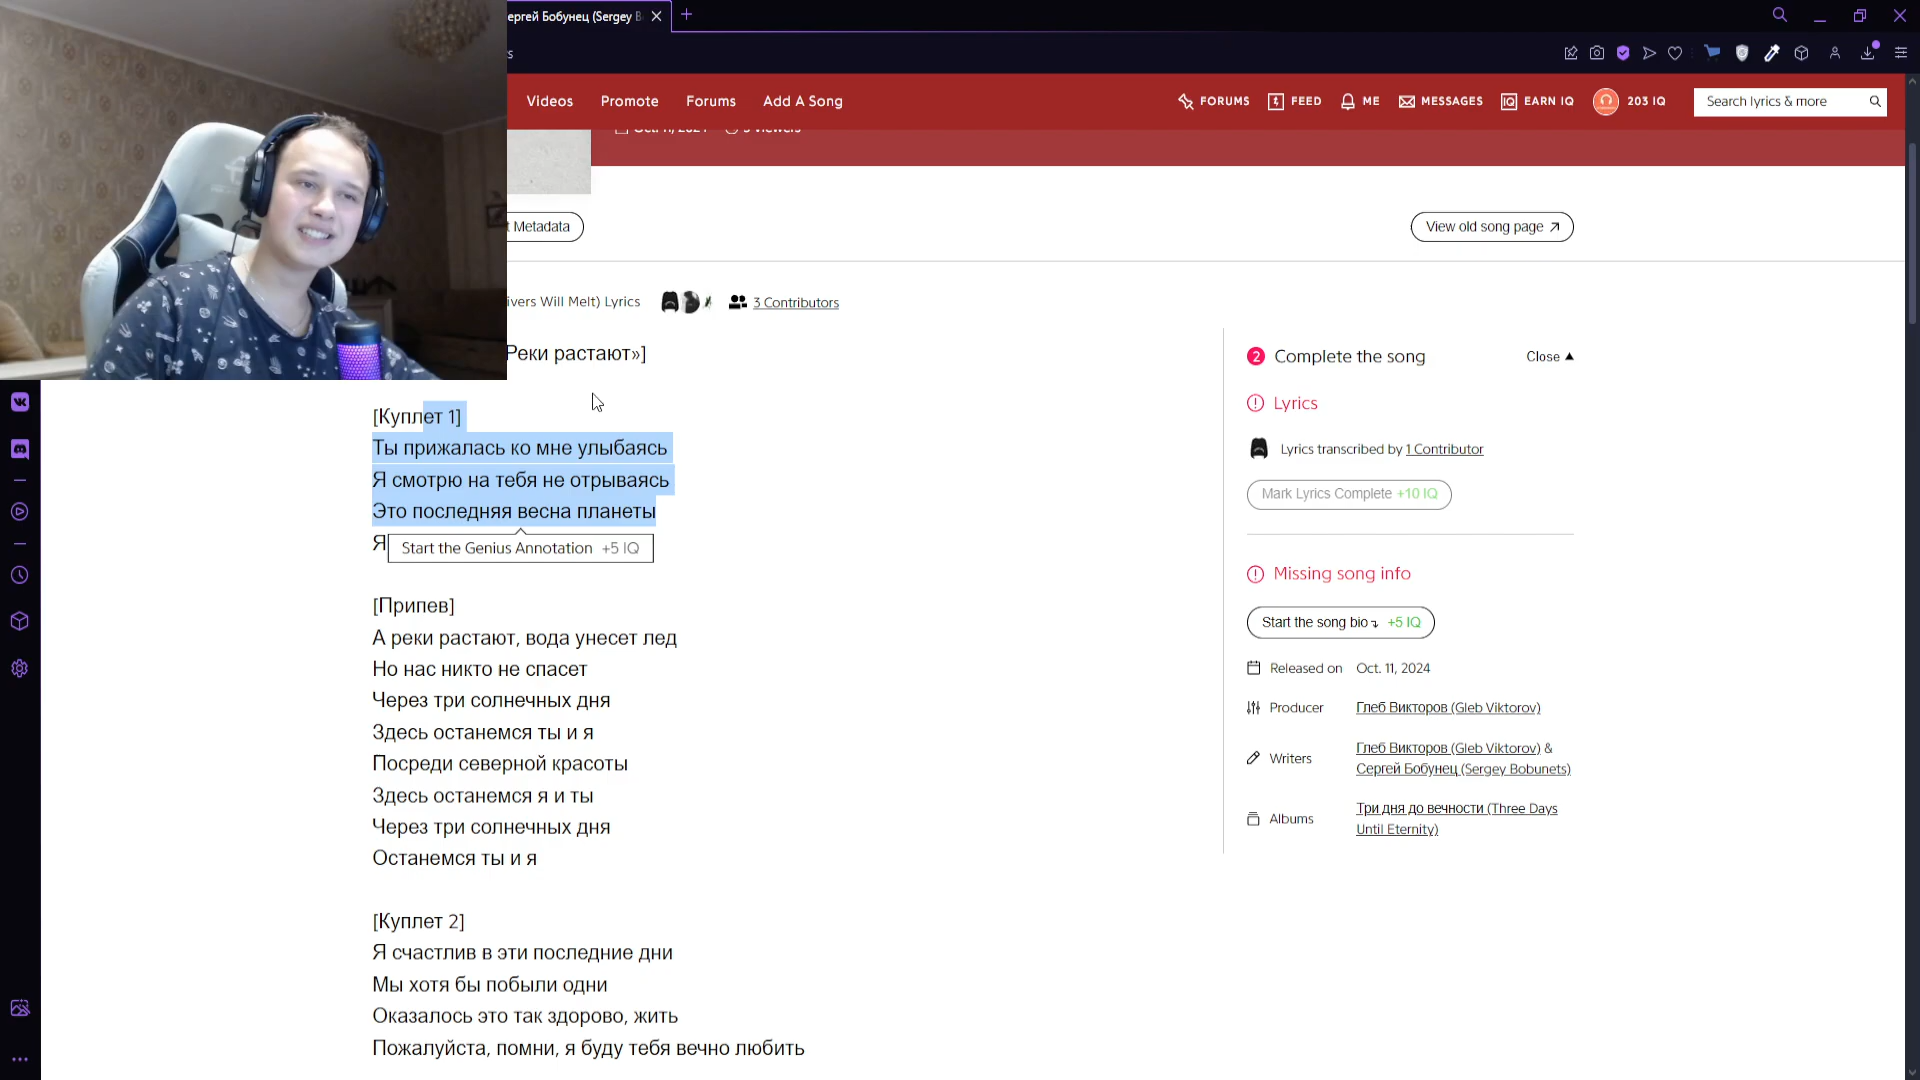 ергей Бобунец (Sergey B
s
Videos Promote Forums Add A Song
FORUMS FEED ME MESSAGES EARN IQ 203 IQ Search lyrics & more
Oct. 11, 2024 3 viewers
t Metadata
View old song page
ivers Will Melt) Lyrics 3 Contributors
Реки растают»]
[Куплет 1]
Ты прижалась ко мне улыбаясь
Я смотрю на тебя не отрываясь
Это последняя весна планеты
Я
Start the Genius Annotation +5 IQ
[Припев]
А реки растают, вода унесет лед
Но нас никто не спасет
Через три солнечных дня
Здесь останемся ты и я
Посреди северной красоты
Здесь останемся я и ты
Через три солнечных дня
Останемся ты и я
[Куплет 2]
Я счастлив в эти последние дни
Мы хотя бы побыли одни
Оказалось это так здорово, жить
Пожалуйста, помни, я буду тебя вечно любить
2 Complete the song Close
Lyrics
Lyrics transcribed by 1 Contributor
Mark Lyrics Complete +10 IQ
Missing song info
Start the song bio +5 IQ
Released on Oct. 11, 2024
Producer Глеб Викторов (Gleb Viktorov)
Writers Глеб Викторов (Gleb Viktorov) &
Сергей Бобунец (Sergey Bobunets)
Albums Три дня до вечности (Three Days
Until Eternity)